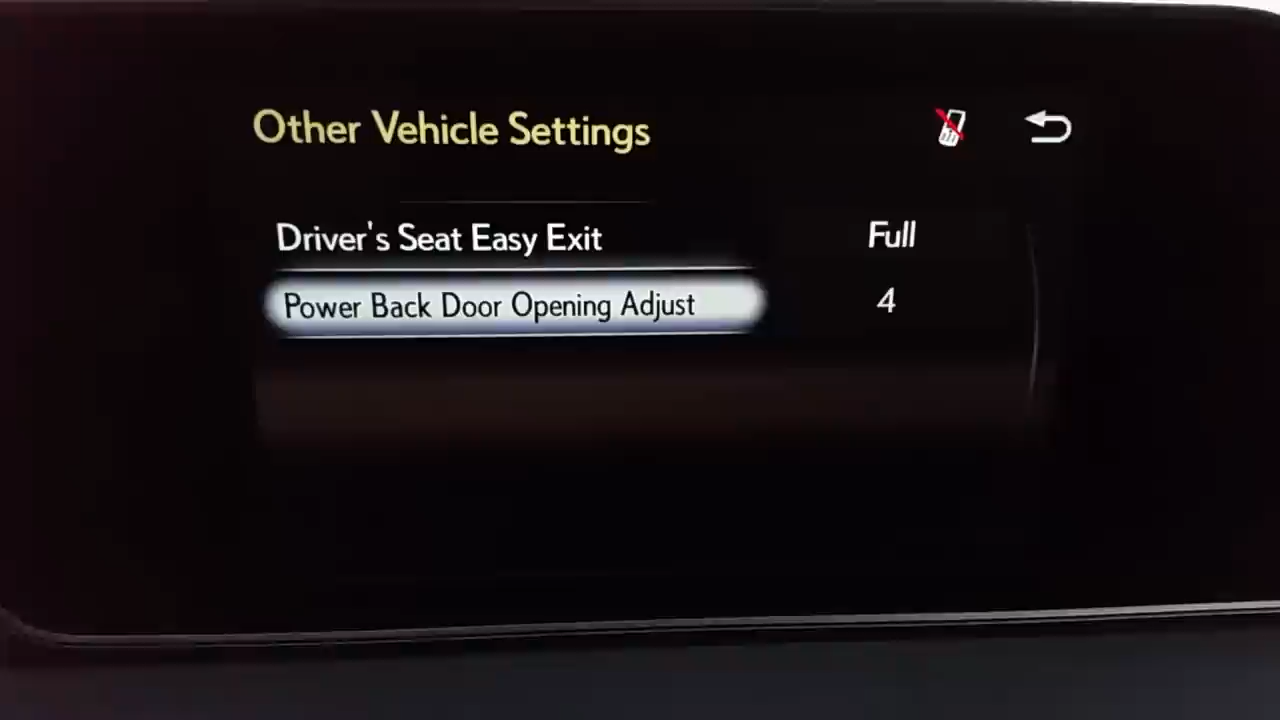 Other Vehicle Settings
Driver's Seat Easy Exit Full
Power Back Door Opening Adjust 4